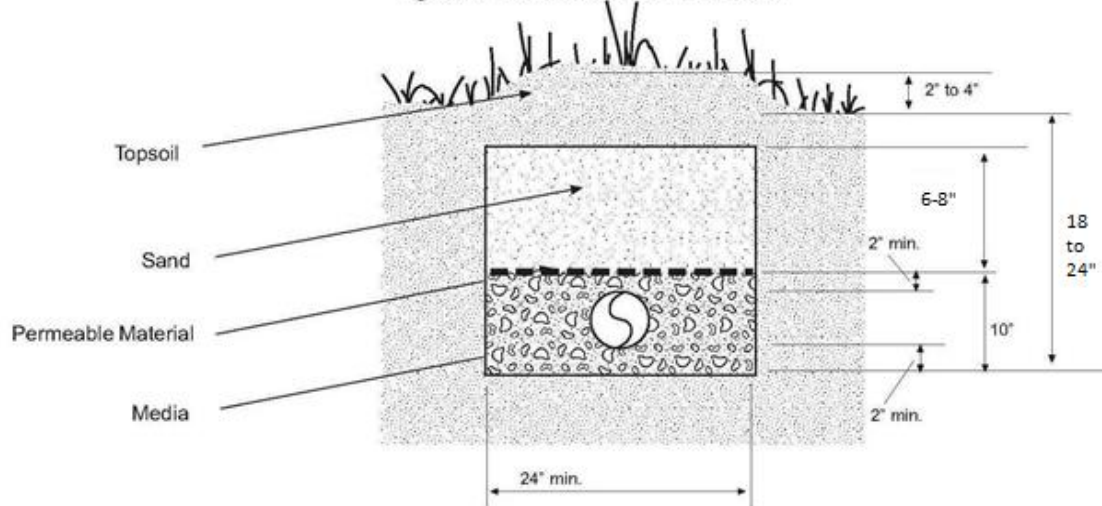 2" to 4"
Topsoil
6-8"
18
to
24"
2" min.
Sand
Permeable Material
10"
Media
2" min.
24" min.